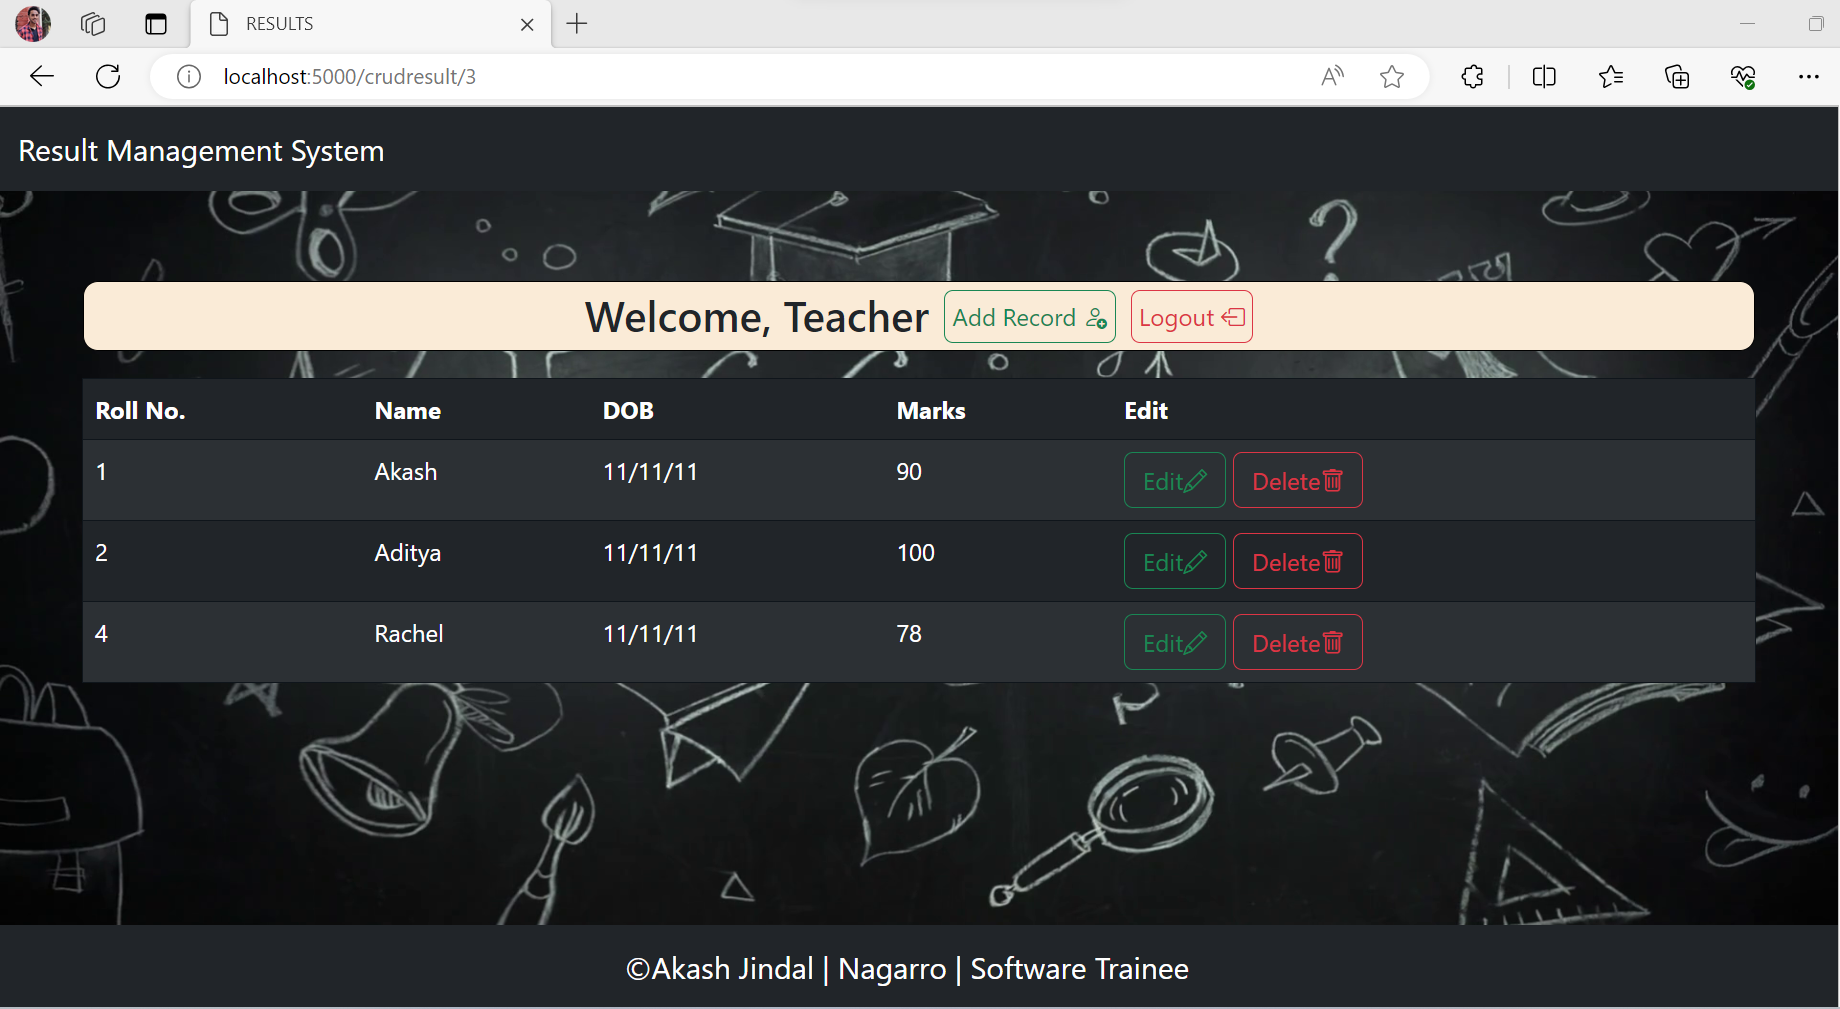 RESULTS
localhost:5000/crudresult/3
Result Management System
Welcome, Teacher Add Record Logout
Roll No. Name DOB Marks Edit
1 Akash 11/11/11 90 Edit Delete
2 Aditya 11/11/11 100 Edit Delete
4 Rachel 11/11/11 78 Edit Delete
©Akash Jindal | Nagarro | Software Trainee